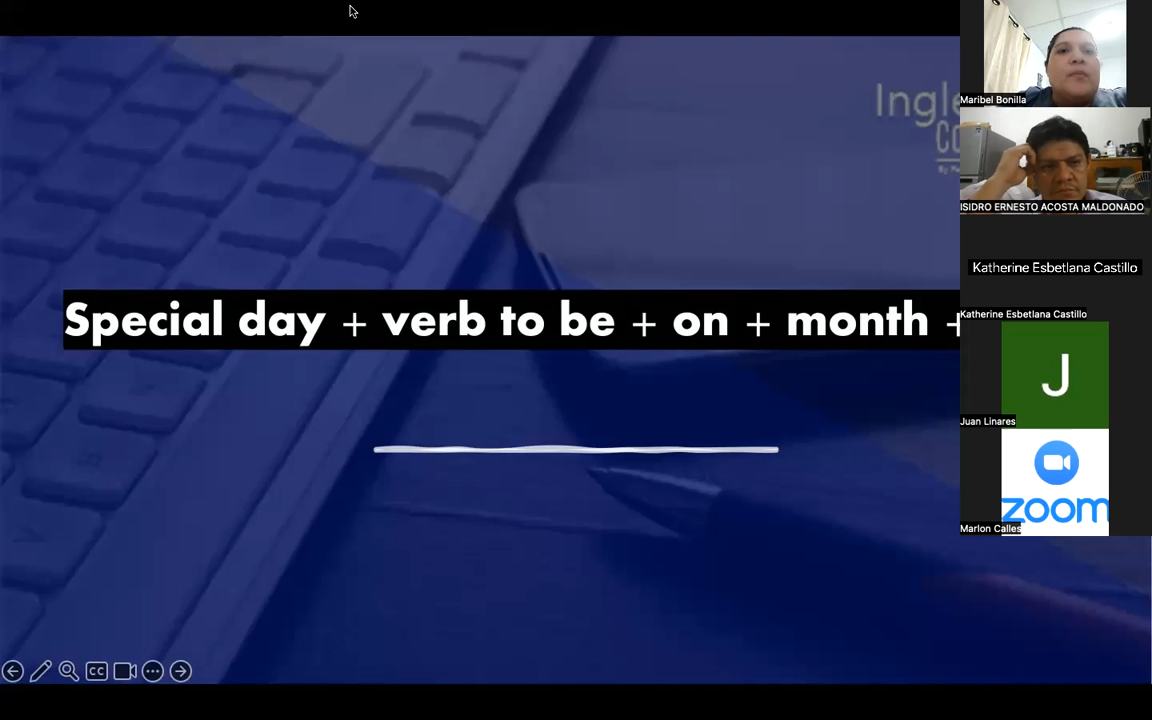 Special day + verb to be + on + month +
Maribel Bonilla
ISIDRO ERNESTO ACOSTA MALDONADO
Katherine Esbetlana Castillo
Katherine Esbetlana Castillo
J
Juan Linares
zoom
Marlon Calles
CC